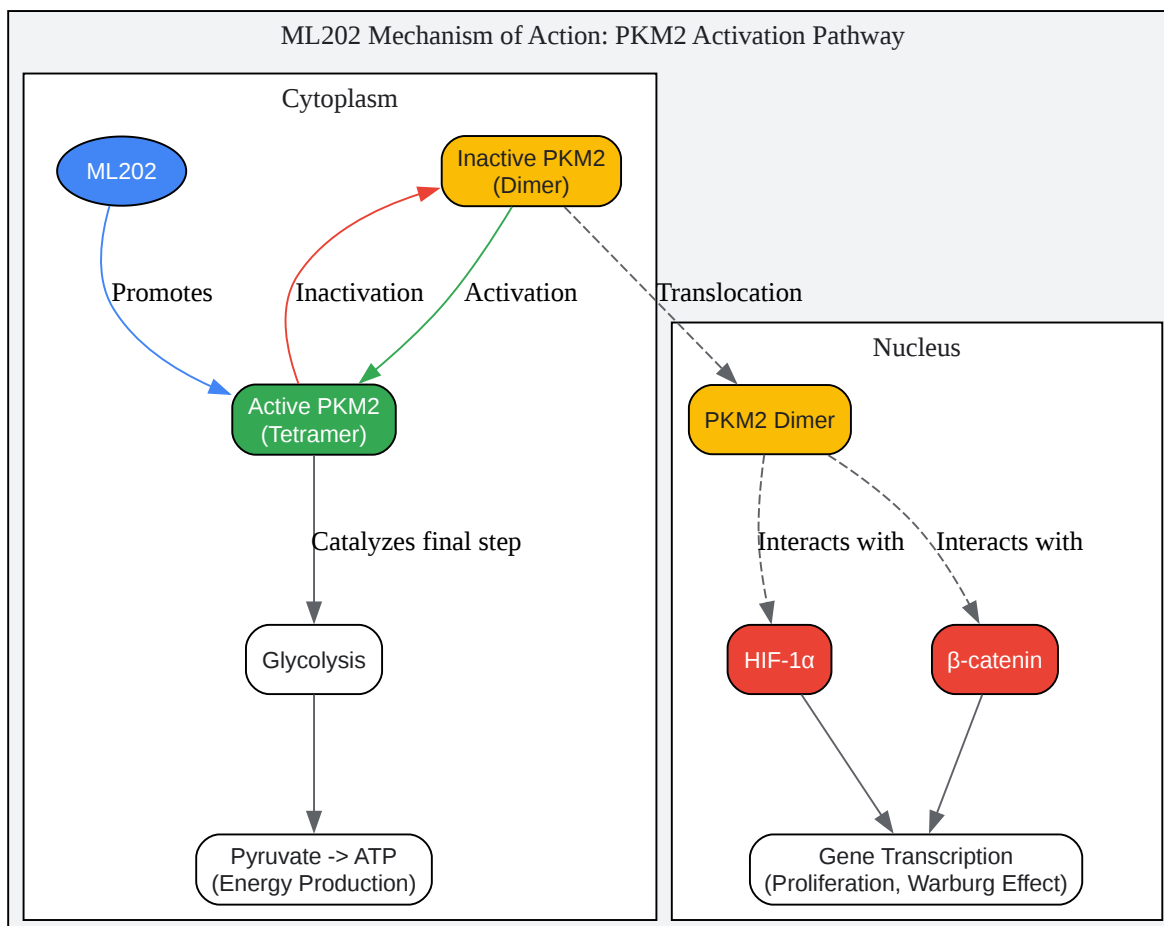 ML202 Mechanism of Action: PKM2 Activation Pathway
Cytoplasm
ML202
Inactive PKM2
(Dimer)
Promotes
Inactivation
Activation
Translocation
Nucleus
Active PKM2
(Tetramer)
PKM2 Dimer
Catalyzes final step
Interacts with
Interacts with
Glycolysis
HIF-1α
β-catenin
Pyruvate -> ATP
(Energy Production)
Gene Transcription
(Proliferation, Warburg Effect)